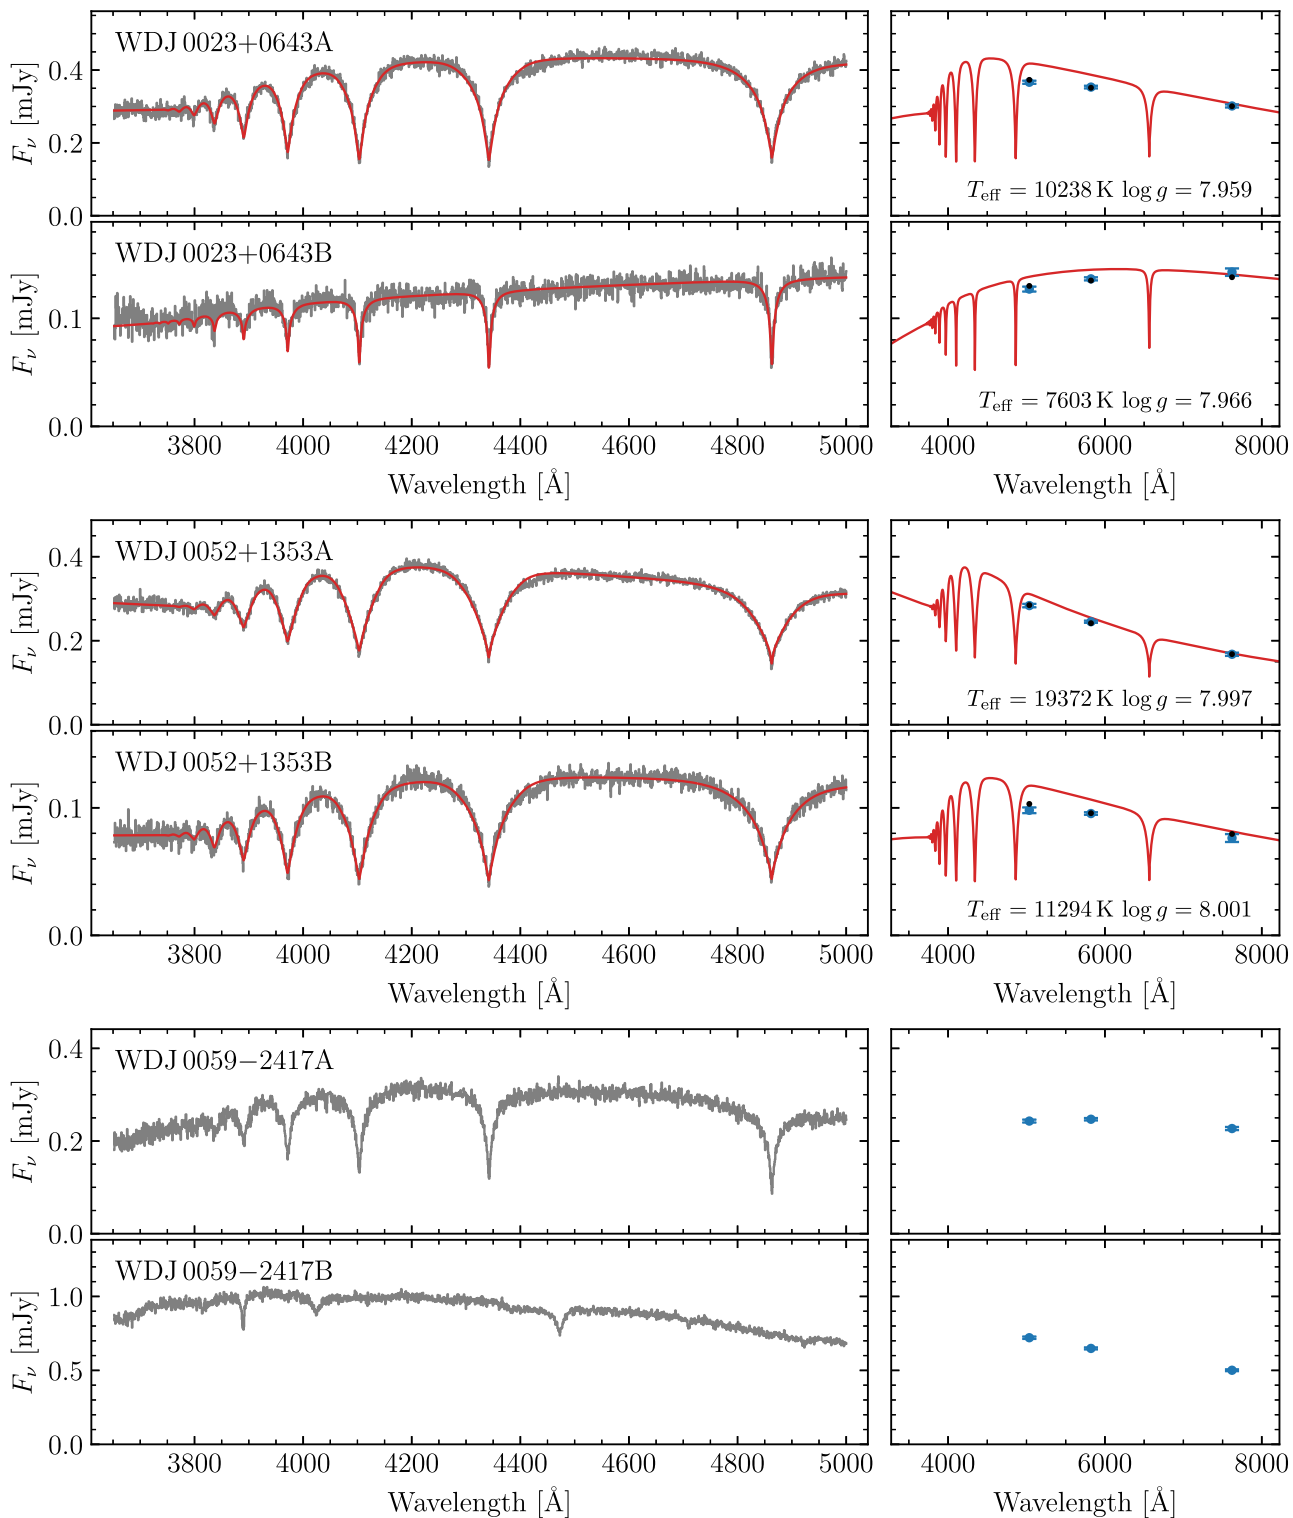 WDJ 0023+0643A
0.4
0.2
0.0
F_ν [mJy]
T_eff = 10238 K log g = 7.959
WDJ 0023+0643B
0.1
0.0
F_ν [mJy]
T_eff = 7603 K log g = 7.966
3800 4000 4200 4400 4600 4800 5000
4000 6000 8000
Wavelength [Å]
Wavelength [Å]
WDJ 0052+1353A
0.4
0.2
0.0
F_ν [mJy]
T_eff = 19372 K log g = 7.997
WDJ 0052+1353B
0.1
0.0
F_ν [mJy]
T_eff = 11294 K log g = 8.001
3800 4000 4200 4400 4600 4800 5000
4000 6000 8000
Wavelength [Å]
Wavelength [Å]
WDJ 0059−2417A
0.4
0.2
0.0
F_ν [mJy]
WDJ 0059−2417B
1.0
0.5
0.0
F_ν [mJy]
3800 4000 4200 4400 4600 4800 5000
4000 6000 8000
Wavelength [Å]
Wavelength [Å]